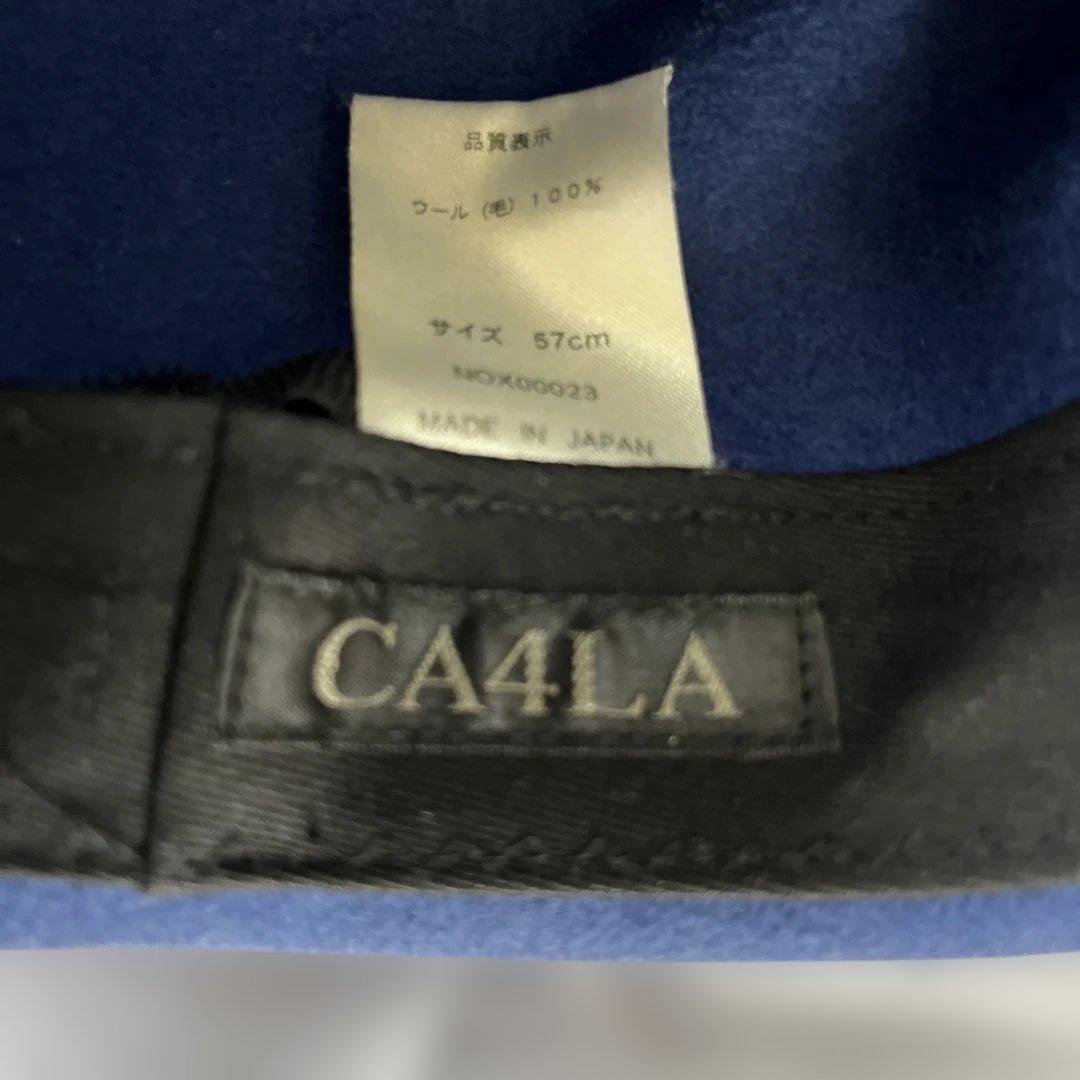 品質表示
ウール (毛) 100%
サイズ 57cm
NOX00023
MADE IN JAPAN
CA4LA